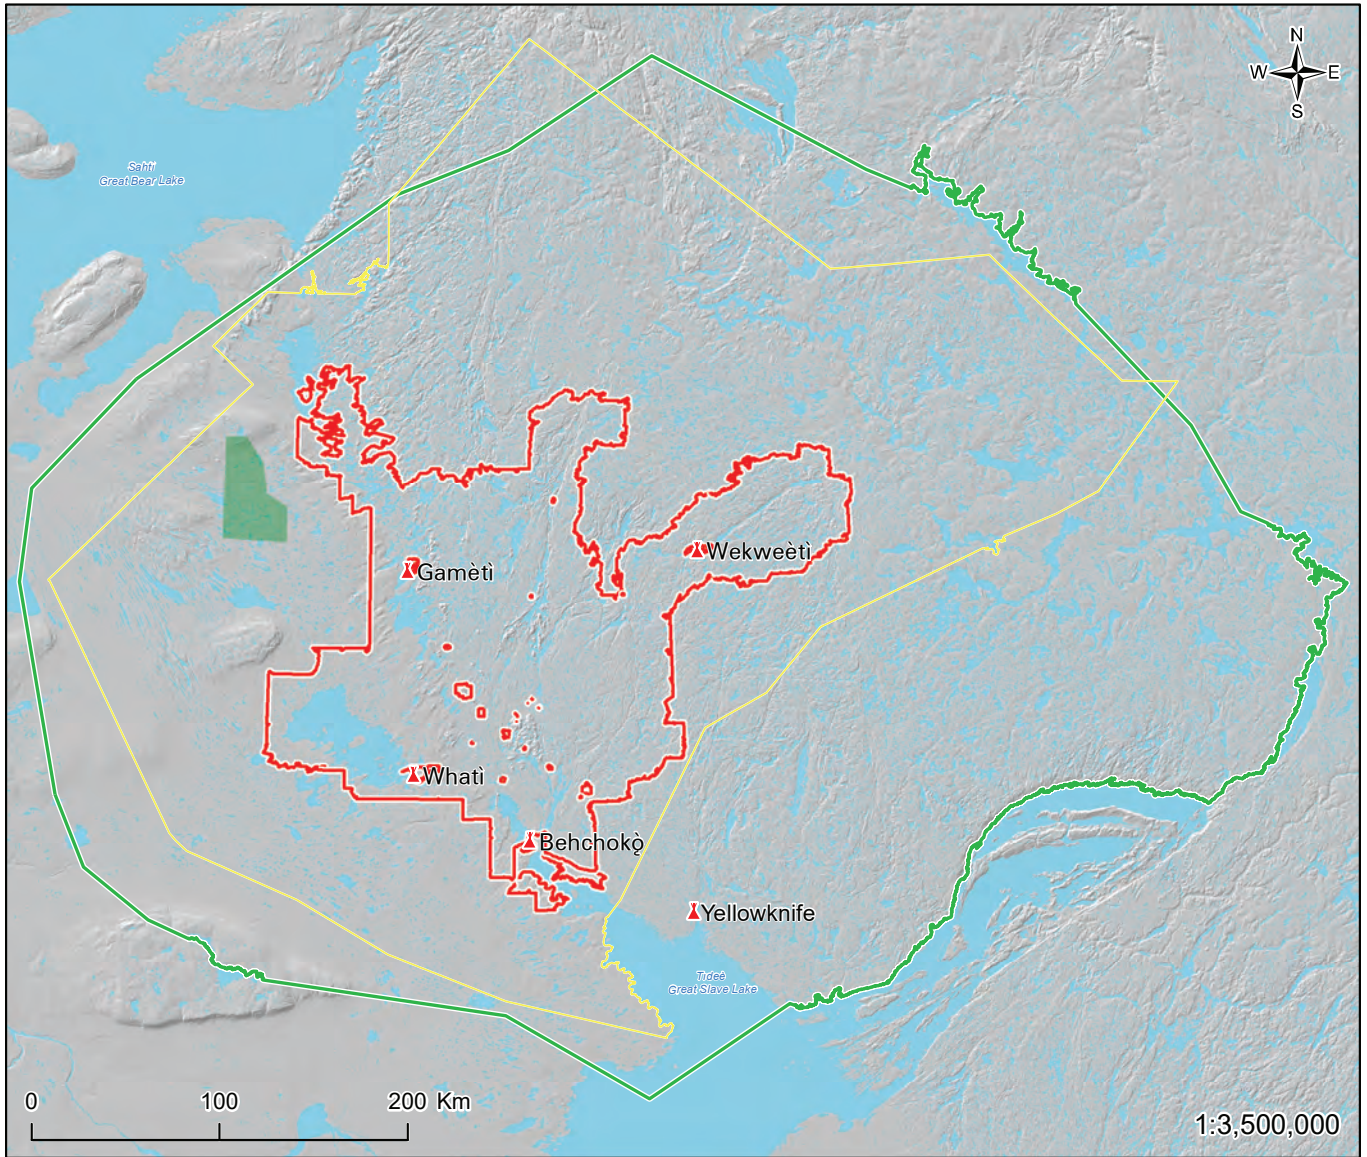 N
W E
S
Sahtì
Great Bear Lake
Wekweètì
Gamètì
Whatì
Behchokǫ̀
Yellowknife
Tıdeè
Great Slave Lake
0 100 200 Km
1:3,500,000